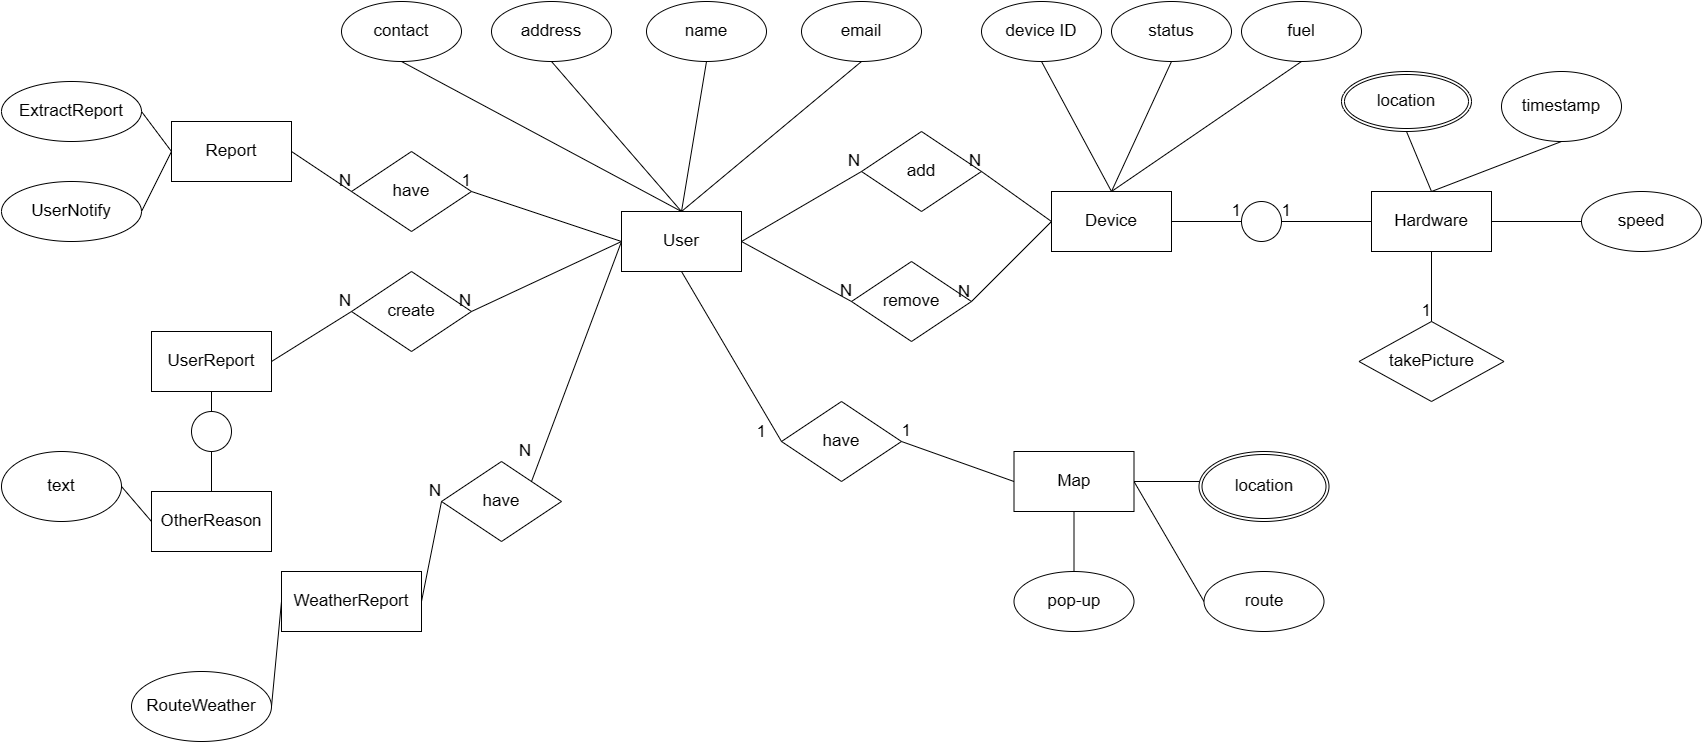 contact
address
name
email
device ID
status
fuel
location
timestamp
ExtractReport
Report
UserNotify
N
have
1
User
N
add
N
Device
1
1
Hardware
speed
N
create
N
N
remove
N
1
takePicture
UserReport
text
OtherReason
N
N
have
1
have
1
Map
location
pop-up
route
WeatherReport
RouteWeather